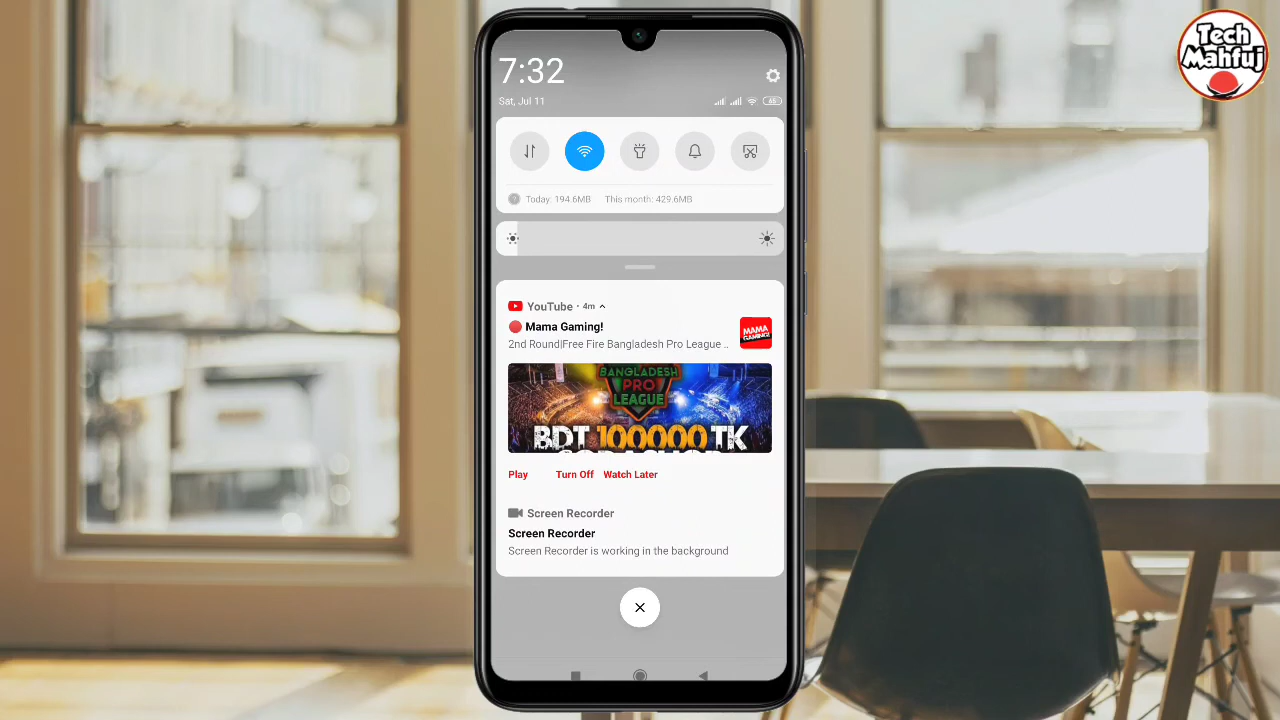 Tech
Mahfuj
7:32
Sat, Jul 11
Today: 194.6MB This month: 429.6MB
YouTube · 4m
Mama Gaming!
2nd Round|Free Fire Bangladesh Pro League ..
MAMA
GAMING!
BANGLADESH
PRO
LEAGUE
BDT 100000 TK
Play Turn Off Watch Later
Screen Recorder
Screen Recorder
Screen Recorder is working in the background